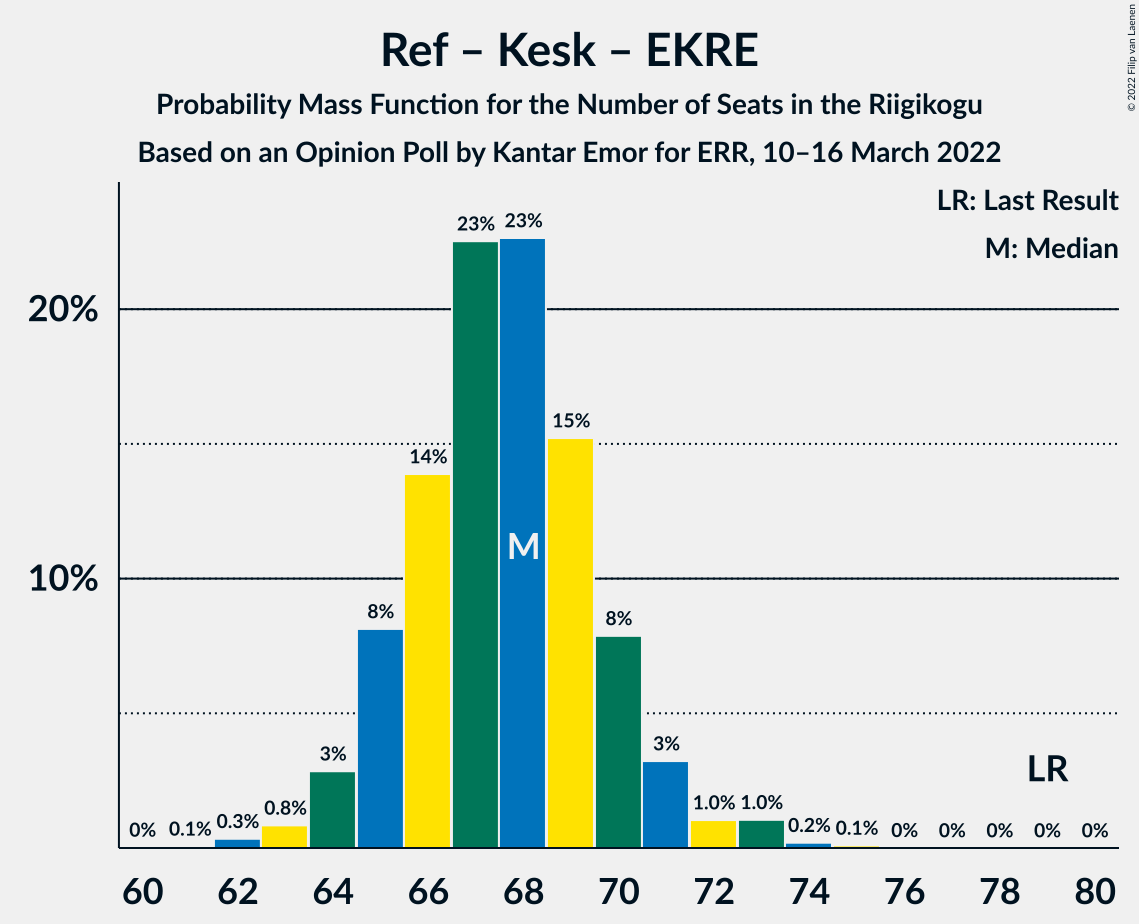 Ref – Kesk – EKRE
Probability Mass Function for the Number of Seats in the Riigikogu
Based on an Opinion Poll by Kantar Emor for ERR, 10–16 March 2022
© 2022 Filip van Laenen
LR: Last Result
M: Median
20%
10%
0% 0.1% 0.3% 0.8% 3% 8% 14% 23% 23% 15% 8% 3% 1.0% 1.0% 0.2% 0.1% 0% 0% 0% 0% 0%
M
LR
60 62 64 66 68 70 72 74 76 78 80